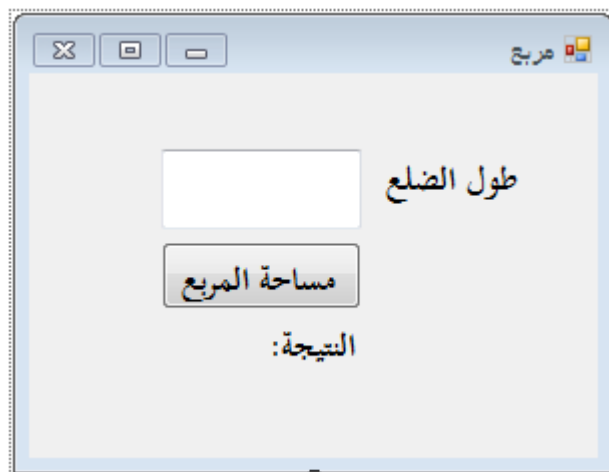 مربع
طول الضلع
مساحة المربع
النتيجة: